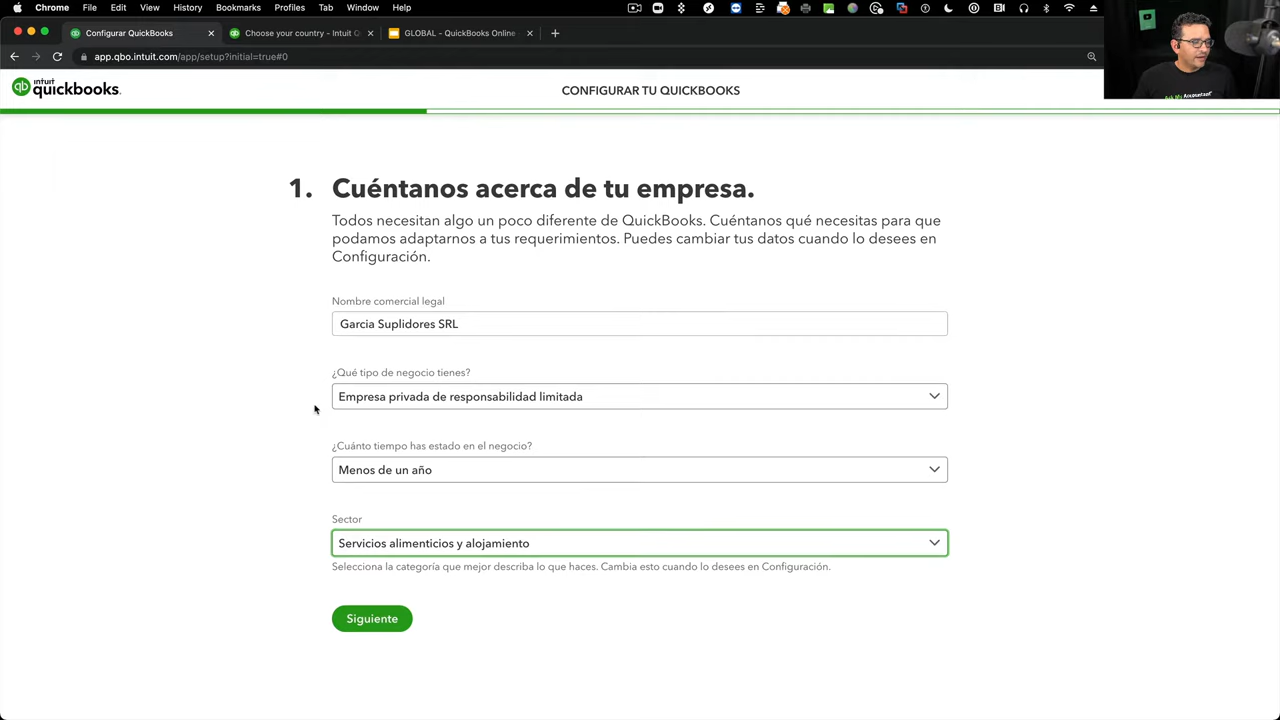 Chrome File Edit View History Bookmarks Profiles Tab Window Help
Configurar QuickBooks
Choose your country - Intuit Q
GLOBAL - QuickBooks Online
app.qbo.intuit.com/app/setup?initial=true#0
intuit
quickbooks.
CONFIGURAR TU QUICKBOOKS
Ask My Accountant
1. Cuéntanos acerca de tu empresa.
Todos necesitan algo un poco diferente de QuickBooks. Cuéntanos qué necesitas para que
podamos adaptarnos a tus requerimientos. Puedes cambiar tus datos cuando lo desees en
Configuración.
Nombre comercial legal
Garcia Suplidores SRL
¿Qué tipo de negocio tienes?
Empresa privada de responsabilidad limitada
¿Cuánto tiempo has estado en el negocio?
Menos de un año
Sector
Servicios alimenticios y alojamiento
Selecciona la categoría que mejor describa lo que haces. Cambia esto cuando lo desees en Configuración.
Siguiente